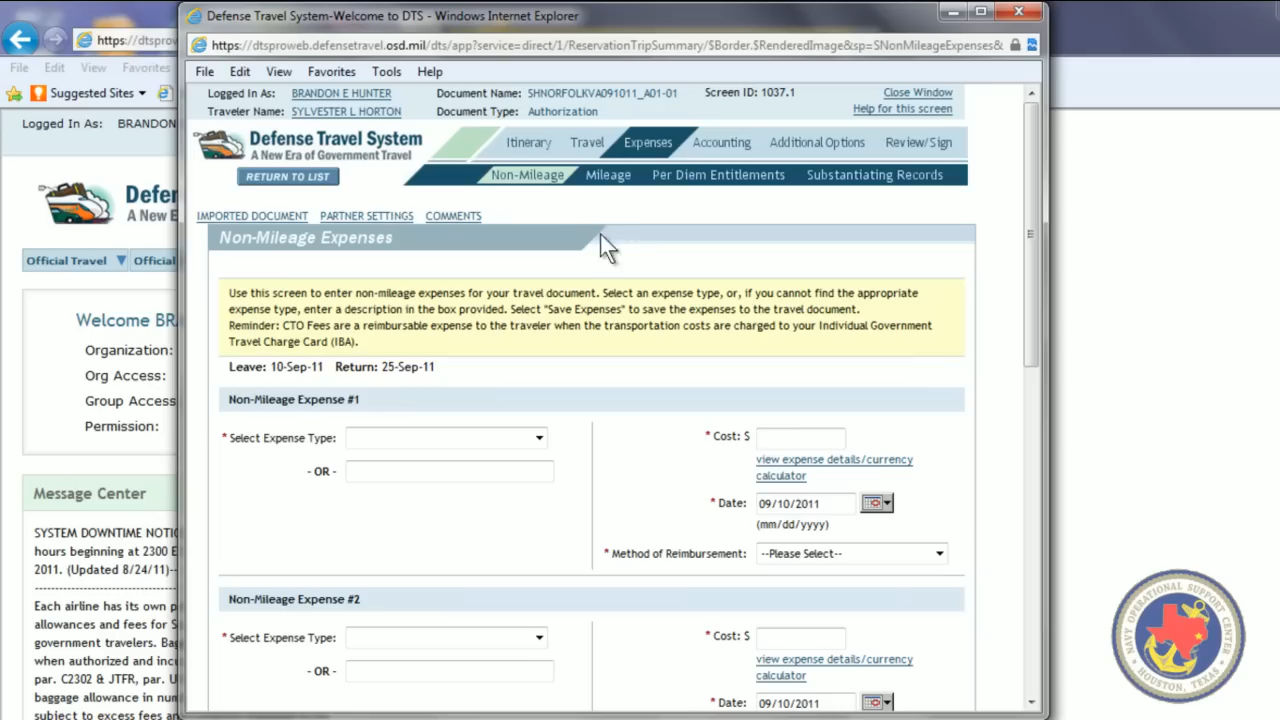 Defense Travel System-Welcome to DTS - Windows Internet Explorer
https://dtsprow
https://dtsproweb.defensetravel.osd.mil/dts/app?service=direct/1/ReservationTripSummary/$Border.$RenderedImage&sp=SNonMileageExpenses&
File Edit View Favorites
File Edit View Favorites Tools Help
Suggested Sites
Logged In As: BRANDON E HUNTER Document Name: SHNORFOLKVA091011_A01-01 Screen ID: 1037.1 Close Window
Traveler Name: SYLVESTER L HORTON Document Type: Authorization Help for this screen
Logged In As: BRANDON
Defense Travel System
A New Era of Government Travel
Itinerary Travel Expenses Accounting Additional Options Review/Sign
RETURN TO LIST
Non-Mileage Mileage Per Diem Entitlements Substantiating Records
Defe
A New
IMPORTED DOCUMENT PARTNER SETTINGS COMMENTS
Non-Mileage Expenses
Official Travel Official
Use this screen to enter non-mileage expenses for your travel document. Select an expense type, or, if you cannot find the appropriate
expense type, enter a description in the box provided. Select "Save Expenses" to save the expenses to the travel document.
Reminder: CTO Fees are a reimbursable expense to the traveler when the transportation costs are charged to your Individual Government
Travel Charge Card (IBA).
Leave: 10-Sep-11 Return: 25-Sep-11
Welcome BR
Organization:
Org Access:
Group Access
Permission:
Non-Mileage Expense #1
* Select Expense Type:
- OR -
* Cost: $
view expense details/currency
calculator
* Date: 09/10/2011
(mm/dd/yyyy)
* Method of Reimbursement: --Please Select--
Message Center
SYSTEM DOWNTIME NOTIC
hours beginning at 2300 E
2011. (Updated 8/24/11)--
Each airline has its own p
allowances and fees for S
government travelers. Bag
when authorized and incu
par. C2302 & JTFR, par. U
baggage allowance in num
subject to excess fees an
Non-Mileage Expense #2
* Select Expense Type:
- OR -
* Cost: $
view expense details/currency
calculator
* Date: 09/10/2011
NAVY OPERATIONAL SUPPORT CENTER
HOUSTON, TEXAS